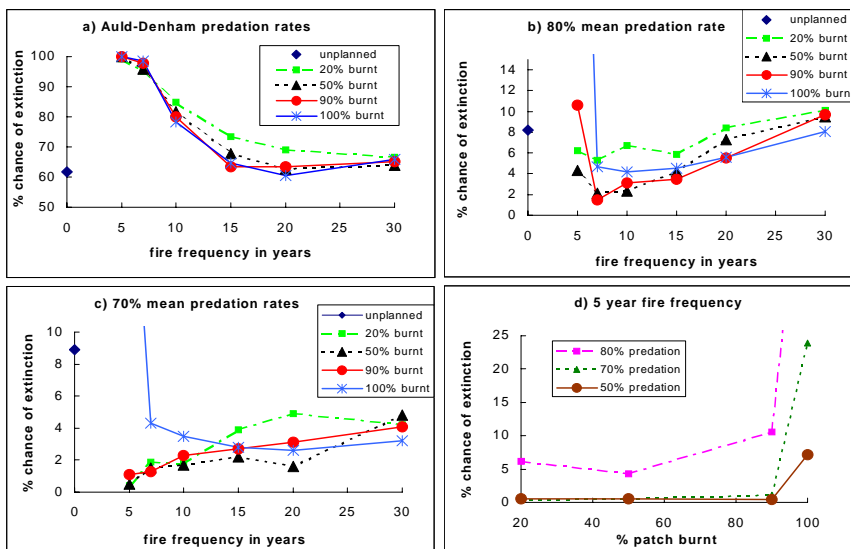 a) Auld-Denham predation rates
% chance of extinction
100
90
80
70
60
50
0 5 10 15 20 25 30
fire frequency in years
unplanned
20% burnt
50% burnt
90% burnt
100% burnt
b) 80% mean predation rate
% chance of extinction
14
12
10
8
6
4
2
0
0 5 10 15 20 25 30
fire frequency in years
unplanned
20% burnt
50% burnt
90% burnt
100% burnt
c) 70% mean predation rates
% chance of extinction
10
8
6
4
2
0
0 5 10 15 20 25 30
fire frequency in years
unplanned
20% burnt
50% burnt
90% burnt
100% burnt
d) 5 year fire frequency
% chance of extinction
25
20
15
10
5
0
20 40 60 80 100
% patch burnt
80% predation
70% predation
50% predation